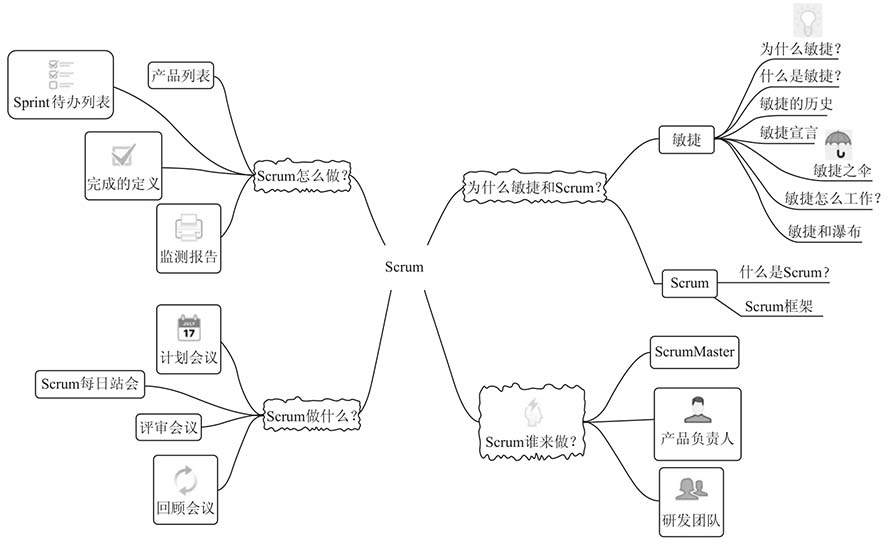 产品列表
Sprint待办列表
完成的定义
监测报告
Scrum怎么做？
Scrum
为什么敏捷和Scrum？
敏捷
为什么敏捷？
什么是敏捷？
敏捷的历史
敏捷宣言
敏捷之伞
敏捷怎么工作？
敏捷和瀑布
Scrum
什么是Scrum？
Scrum框架
JULY
17
计划会议
Scrum每日站会
评审会议
回顾会议
Scrum做什么？
Scrum谁来做？
ScrumMaster
产品负责人
研发团队